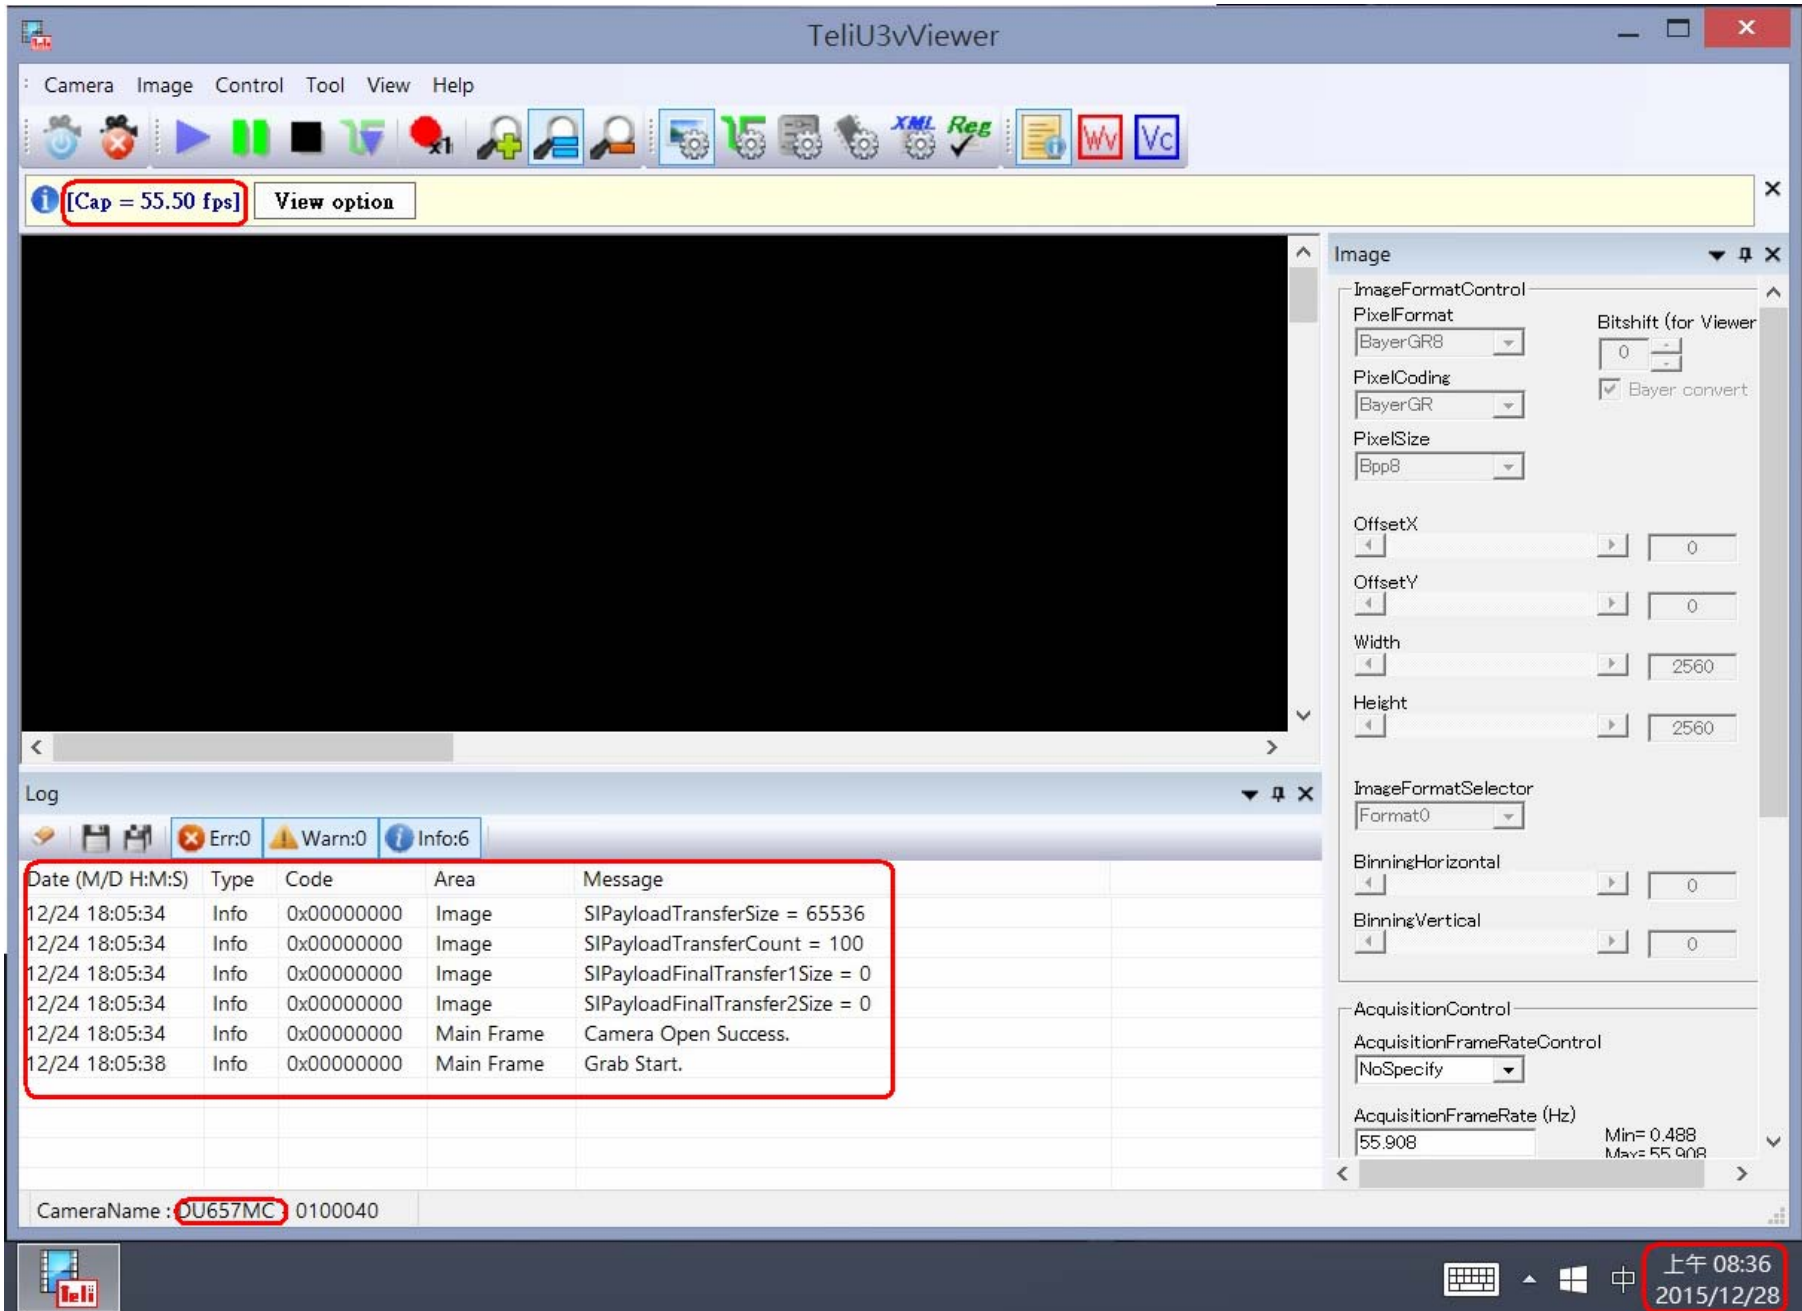 TeliU3vViewer
Camera Image Control Tool View Help
x1 XML Reg Wv Vc
[Cap = 55.50 fps] View option
Image
ImageFormatControl
PixelFormat
BayerGR8
Bitshift (for Viewer
0
PixelCoding
BayerGR
Bayer convert
PixelSize
Bpp8
OffsetX
0
OffsetY
0
Width
2560
Height
2560
ImageFormatSelector
Format0
BinningHorizontal
0
BinningVertical
0
AcquisitionControl
AcquisitionFrameRateControl
NoSpecify
AcquisitionFrameRate (Hz)
55.908
Min= 0.488
Max= 55.908
Log
Err:0 Warn:0 Info:6
Date (M/D H:M:S) Type Code Area Message
12/24 18:05:34 Info 0x00000000 Image SIPayloadTransferSize = 65536
12/24 18:05:34 Info 0x00000000 Image SIPayloadTransferCount = 100
12/24 18:05:34 Info 0x00000000 Image SIPayloadFinalTransfer1Size = 0
12/24 18:05:34 Info 0x00000000 Image SIPayloadFinalTransfer2Size = 0
12/24 18:05:34 Info 0x00000000 Main Frame Camera Open Success.
12/24 18:05:38 Info 0x00000000 Main Frame Grab Start.
CameraName : DU657MC : 0100040
Teli
中
上午 08:36
2015/12/28